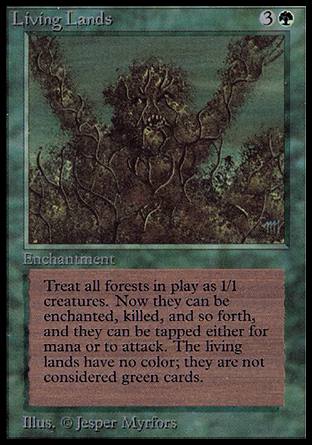 Living Lands 3
Enchantment
Treat all forests in play as 1/1
creatures. Now they can be
enchanted, killed, and so forth,
and they can be tapped either for
mana or to attack. The living
lands have no color; they are not
considered green cards.
Illus. © Jesper Myrfors